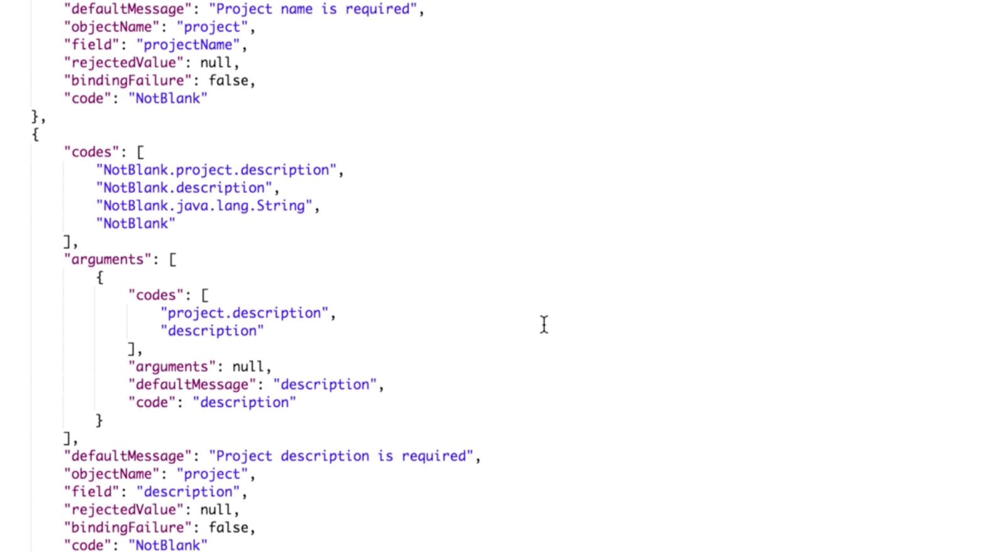 "defaultMessage": "Project name is required",
"objectName": "project",
"field": "projectName",
"rejectedValue": null,
"bindingFailure": false,
"code": "NotBlank"
},
{
"codes": [
"NotBlank.project.description",
"NotBlank.description",
"NotBlank.java.lang.String",
"NotBlank"
],
"arguments": [
{
"codes": [
"project.description",
"description"
],
"arguments": null,
"defaultMessage": "description",
"code": "description"
}
],
"defaultMessage": "Project description is required",
"objectName": "project",
"field": "description",
"rejectedValue": null,
"bindingFailure": false,
"code": "NotBlank"